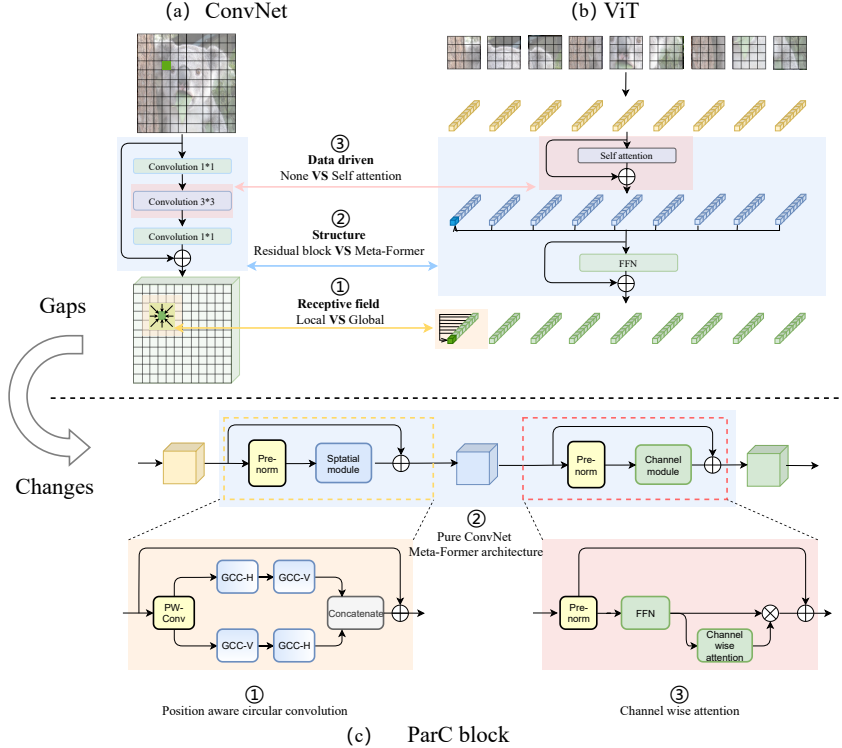 (a) ConvNet
(b) ViT
Convolution 1*1
Convolution 3*3
Convolution 1*1
③
Data driven
None VS Self attention
②
Structure
Residual block VS Meta-Former
①
Receptive field
Local VS Global
Self attention
FFN
Gaps
Changes
Pre-
norm
Sptatial
module
Pre-
norm
Channel
module
②
Pure ConvNet
Meta-Former architecture
PW-
Conv
GCC-H
GCC-V
GCC-V
GCC-H
Concatenate
Pre-
norm
FFN
Channel
wise
attention
①
Position aware circular convolution
③
Channel wise attention
(c) ParC block